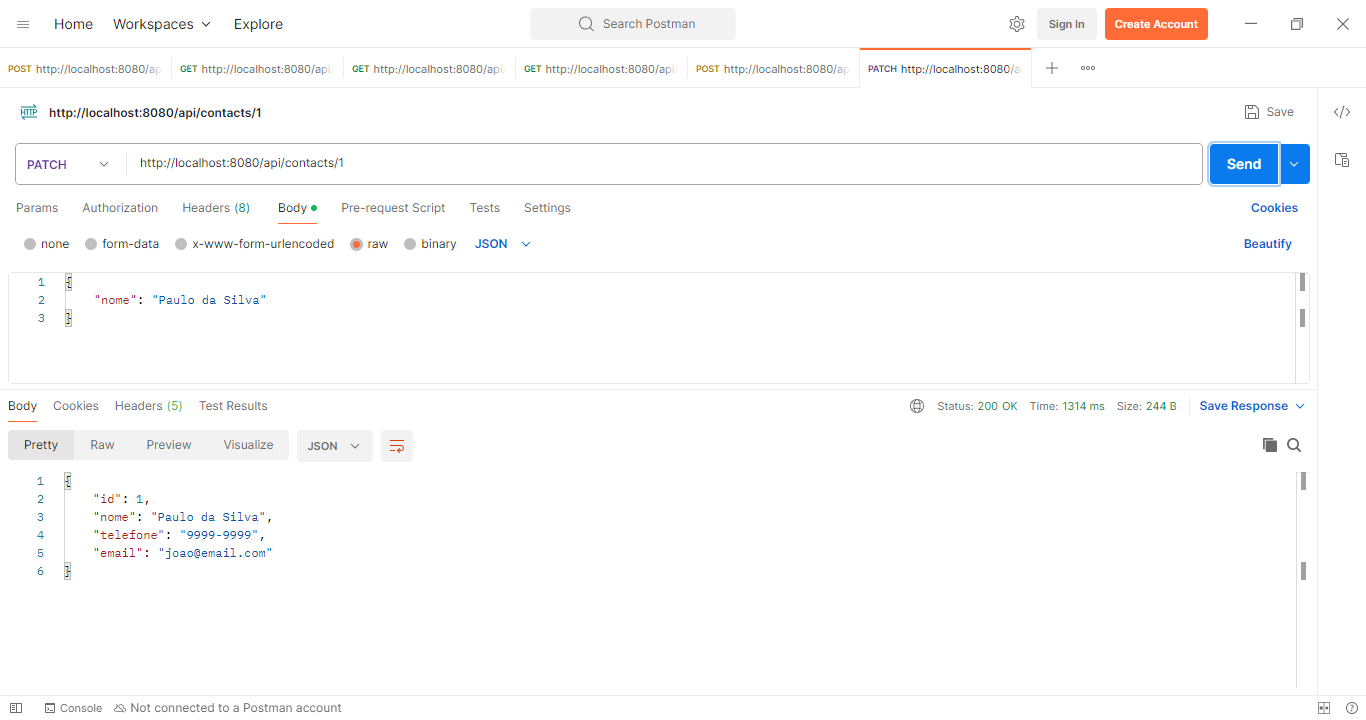 Home Workspaces Explore Search Postman Sign In Create Account
POST http://localhost:8080/ap GET http://localhost:8080/api GET http://localhost:8080/api GET http://localhost:8080/api POST http://localhost:8080/ap PATCH http://localhost:8080/a
HTTP http://localhost:8080/api/contacts/1 Save
PATCH http://localhost:8080/api/contacts/1 Send
Params Authorization Headers (8) Body Pre-request Script Tests Settings Cookies
none form-data x-www-form-urlencoded raw binary JSON Beautify
1 {
2 "nome": "Paulo da Silva"
3 }
Body Cookies Headers (5) Test Results Status: 200 OK Time: 1314 ms Size: 244 B Save Response
Pretty Raw Preview Visualize JSON
1 {
2 "id": 1,
3 "nome": "Paulo da Silva",
4 "telefone": "9999-9999",
5 "email": "joao@email.com"
6 }
Console Not connected to a Postman account